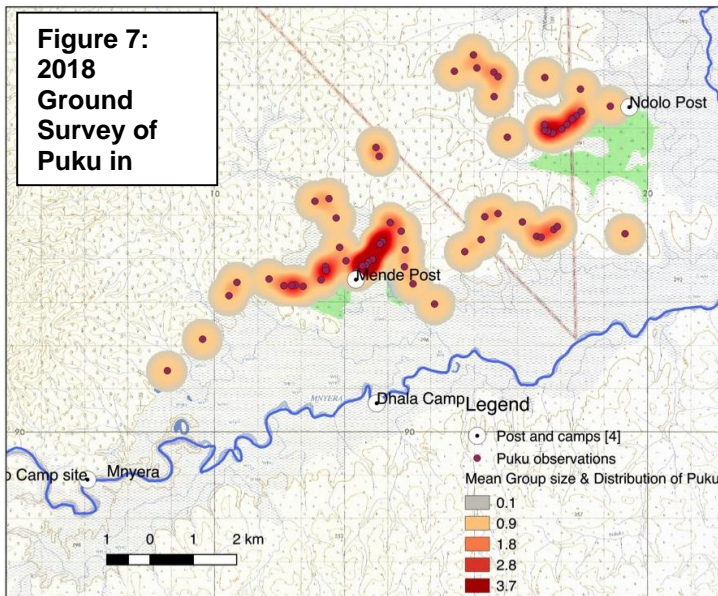 Figure 7:
2018
Ground
Survey of
Puku in
Ndolo Post
10
20
Mende Post
292
296
MNYERA
Dhala Camp
90
90
o Camp site
Mnyera
Legend
Post and camps [4]
Puku observations
Mean Group size & Distribution of Puku
0.1
0.9
1.8
2.8
3.7
1 0 1 2 km